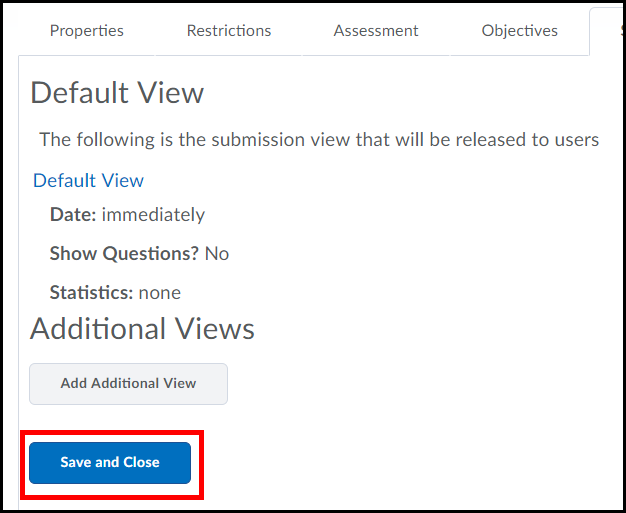 Properties Restrictions Assessment Objectives
Default View
The following is the submission view that will be released to users
Default View
Date: immediately
Show Questions? No
Statistics: none
Additional Views
Add Additional View
Save and Close